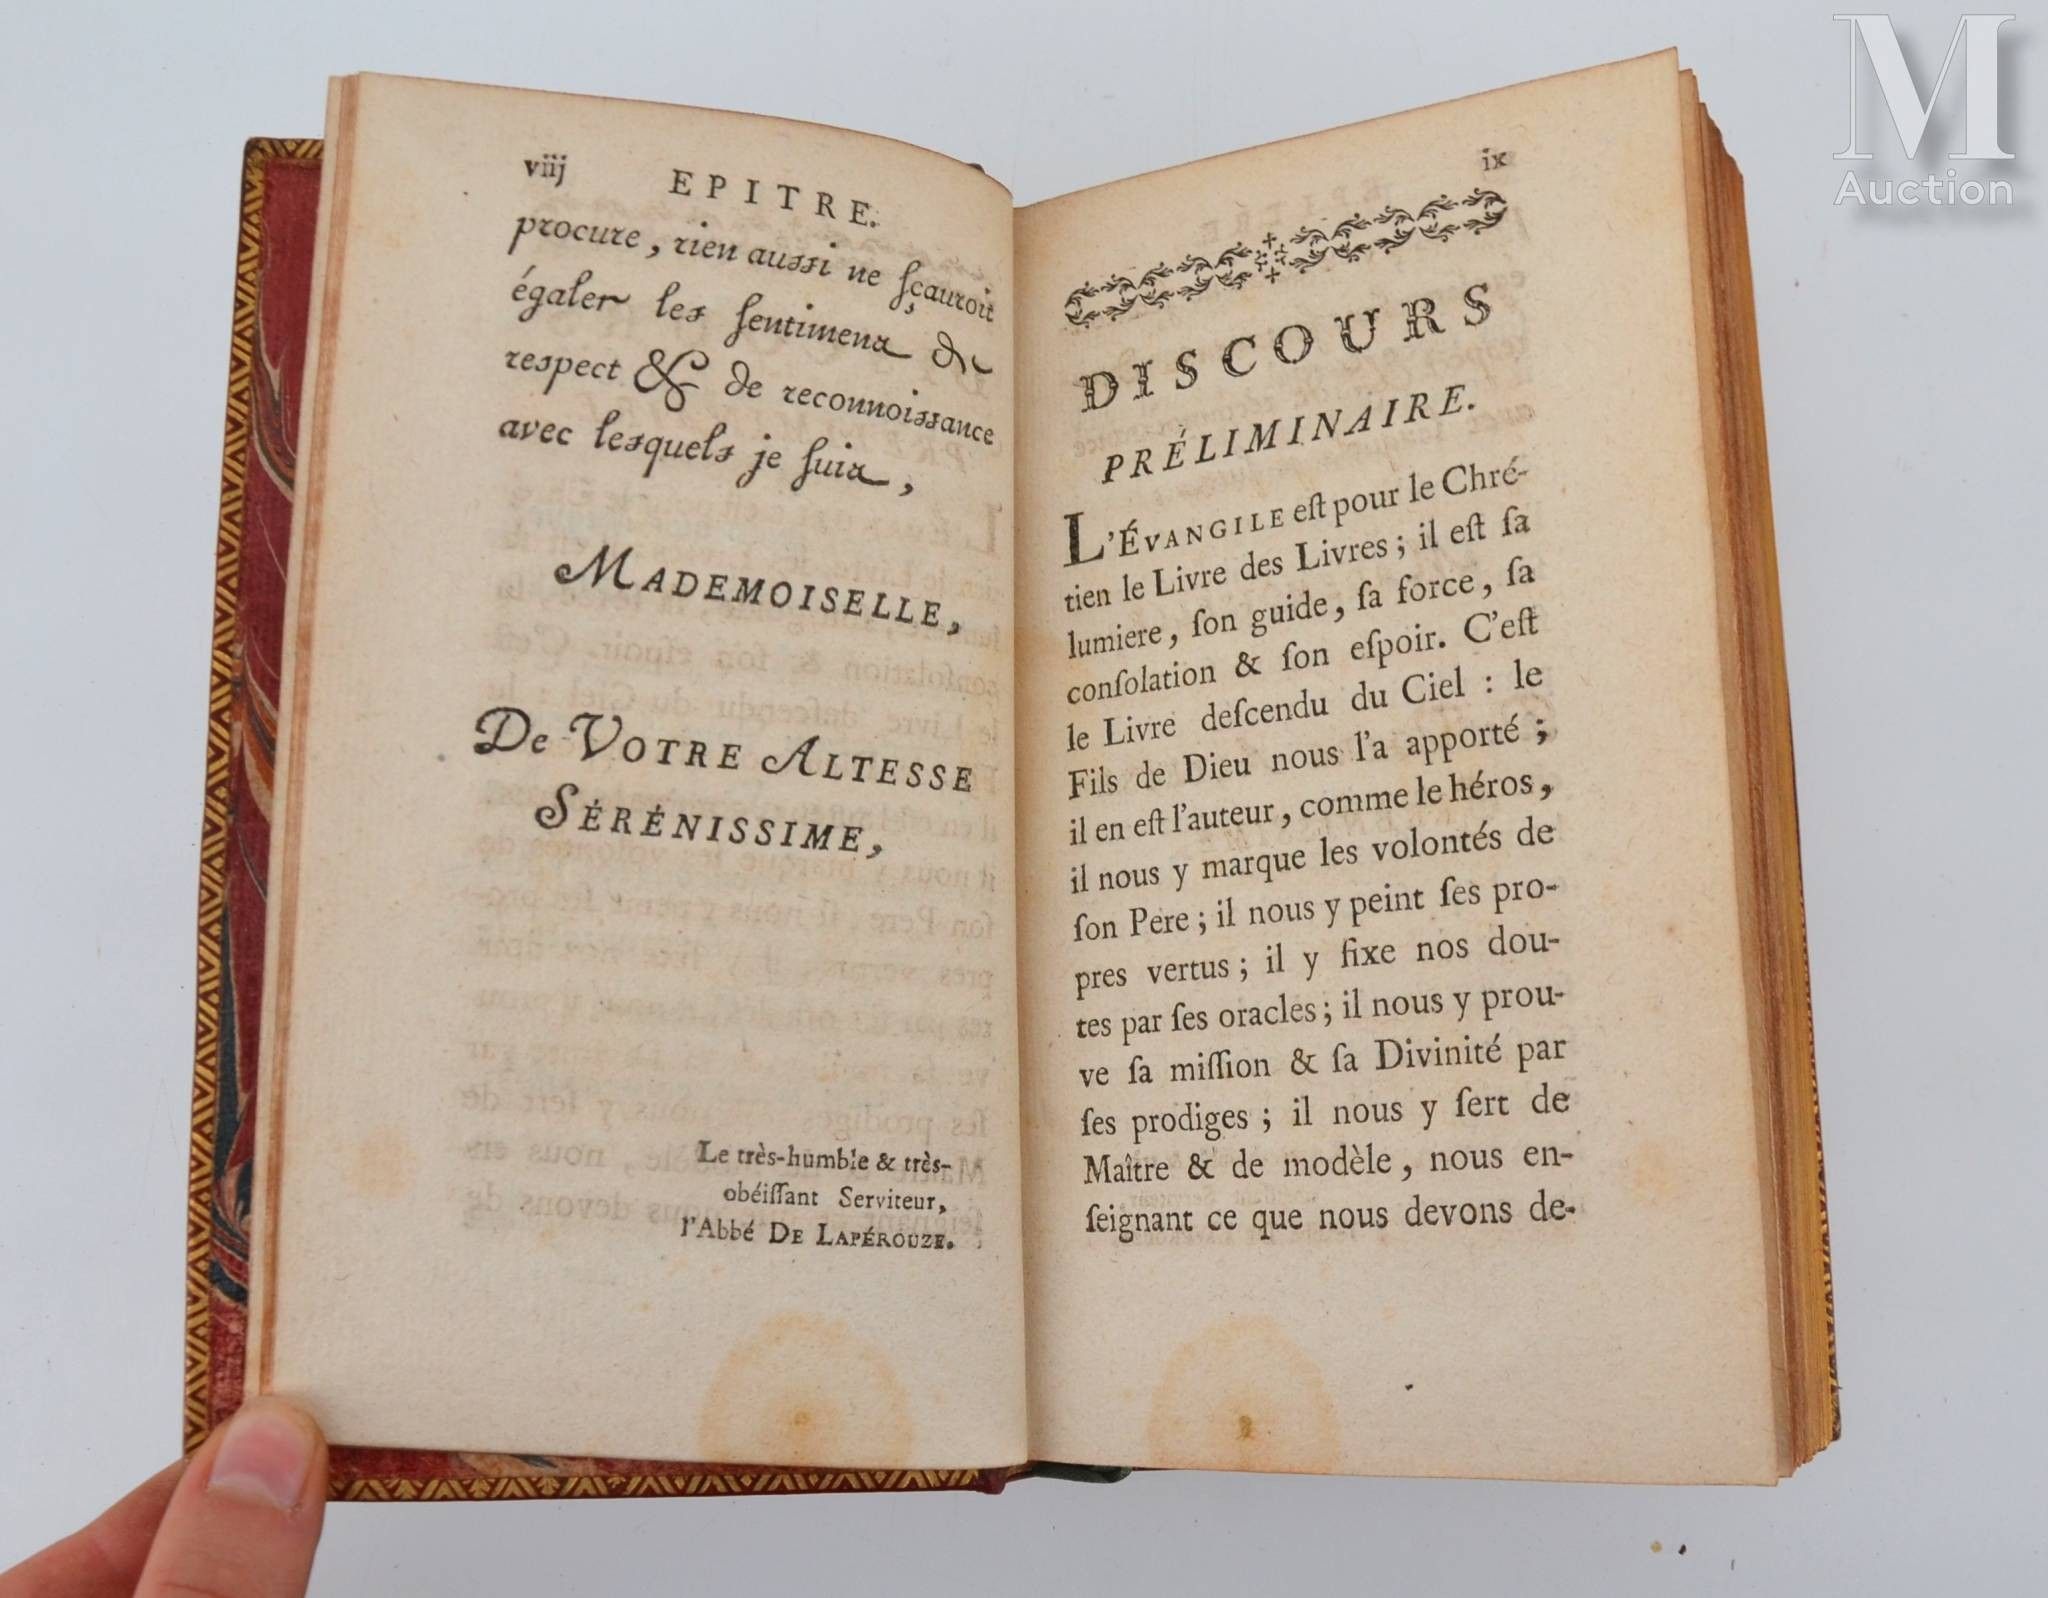 viij
EPITRE.
procure, rien aussi ne sçauroit
égaler les sentimens de
respect & de reconnoissance
avec lesquels je suis,
MADEMOISELLE,
De VOTRE ALTESSE
SÉRÉNISSIME,
Le très-humble & très-
obéiſſant Serviteur,
l'Abbé DE LAPÉROUZE.
ix
DISCOURS
PRÉLIMINAIRE.
L'ÉVANGILE eſt pour le Chré-
tien le Livre des Livres ; il eſt ſa
lumiere, ſon guide, ſa force, ſa
conſolation & ſon eſpoir. C'eſt
le Livre deſcendu du Ciel : le
Fils de Dieu nous l'a apporté ;
il en eſt l'auteur, comme le héros,
il nous y marque les volontés de
ſon Pere ; il nous y peint ſes pro-
pres vertus ; il y fixe nos dou-
tes par ſes oracles ; il nous y prou-
ve ſa miſſion & ſa Divinité par
ſes prodiges ; il nous y ſert de
Maître & de modèle, nous en-
ſeignant ce que nous devons de-
M
Auction